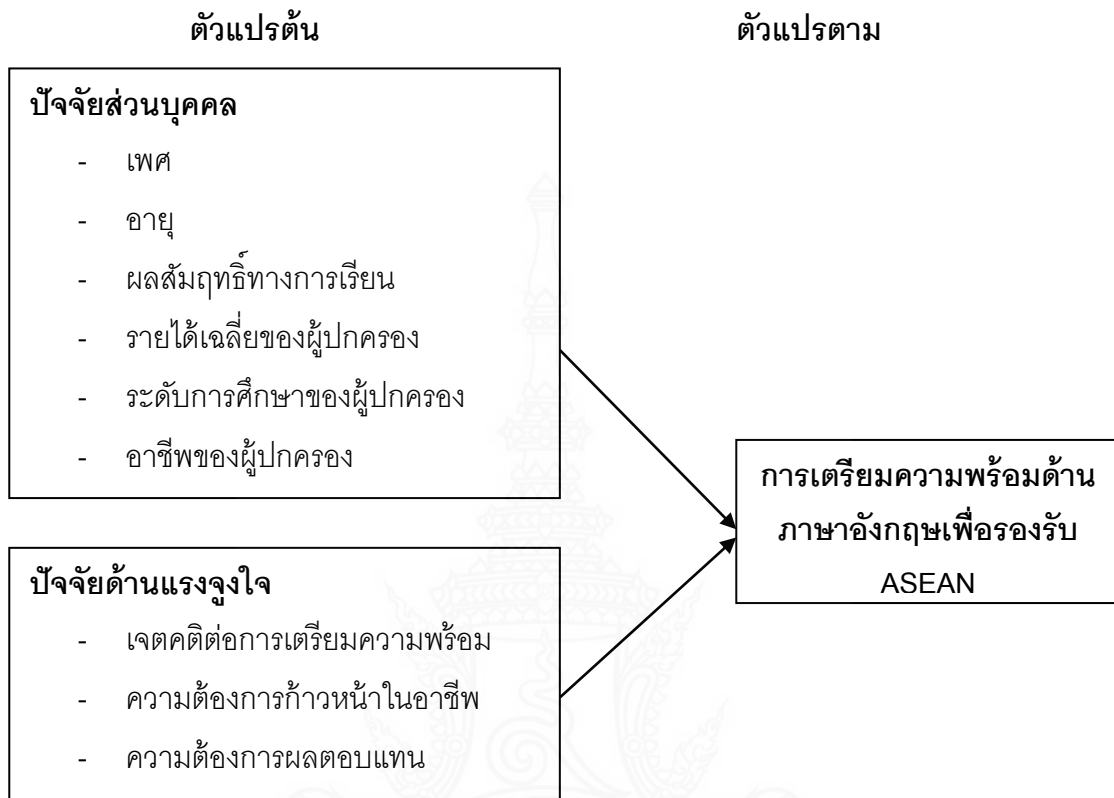 ตัวแปรต้น
ตัวแปรตาม
ปัจจัยส่วนบุคคล
- เพศ
- อายุ
- ผลสัมฤทธิ์ทางการเรียน
- รายได้เฉลี่ยของผู้ปกครอง
- ระดับการศึกษาของผู้ปกครอง
- อาชีพของผู้ปกครอง
ปัจจัยด้านแรงจูงใจ
- เจตคติต่อการเตรียมความพร้อม
- ความต้องการก้าวหน้าในอาชีพ
- ความต้องการผลตอบแทน
การเตรียมความพร้อมด้าน
ภาษาอังกฤษเพื่อรองรับ
ASEAN